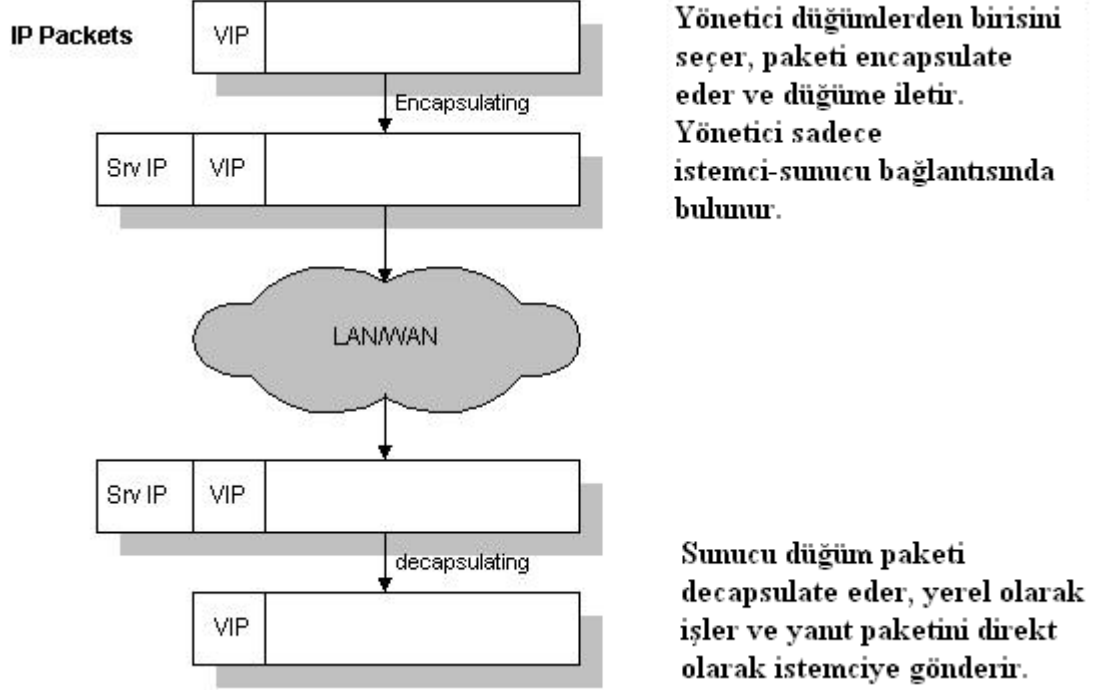 IP Packets
VIP
Yönetici düğümlerden birisini
seçer, paketi encapsulate
eder ve düğüme iletir.
Yönetici sadece
istemci-sunucu bağlantısında
bulunur.
Encapsulating
Srv IP
VIP
LAN/WAN
Srv IP
VIP
decapsulating
VIP
Sunucu düğüm paketi
decapsulate eder, yerel olarak
işler ve yanıt paketini direkt
olarak istemciye gönderir.